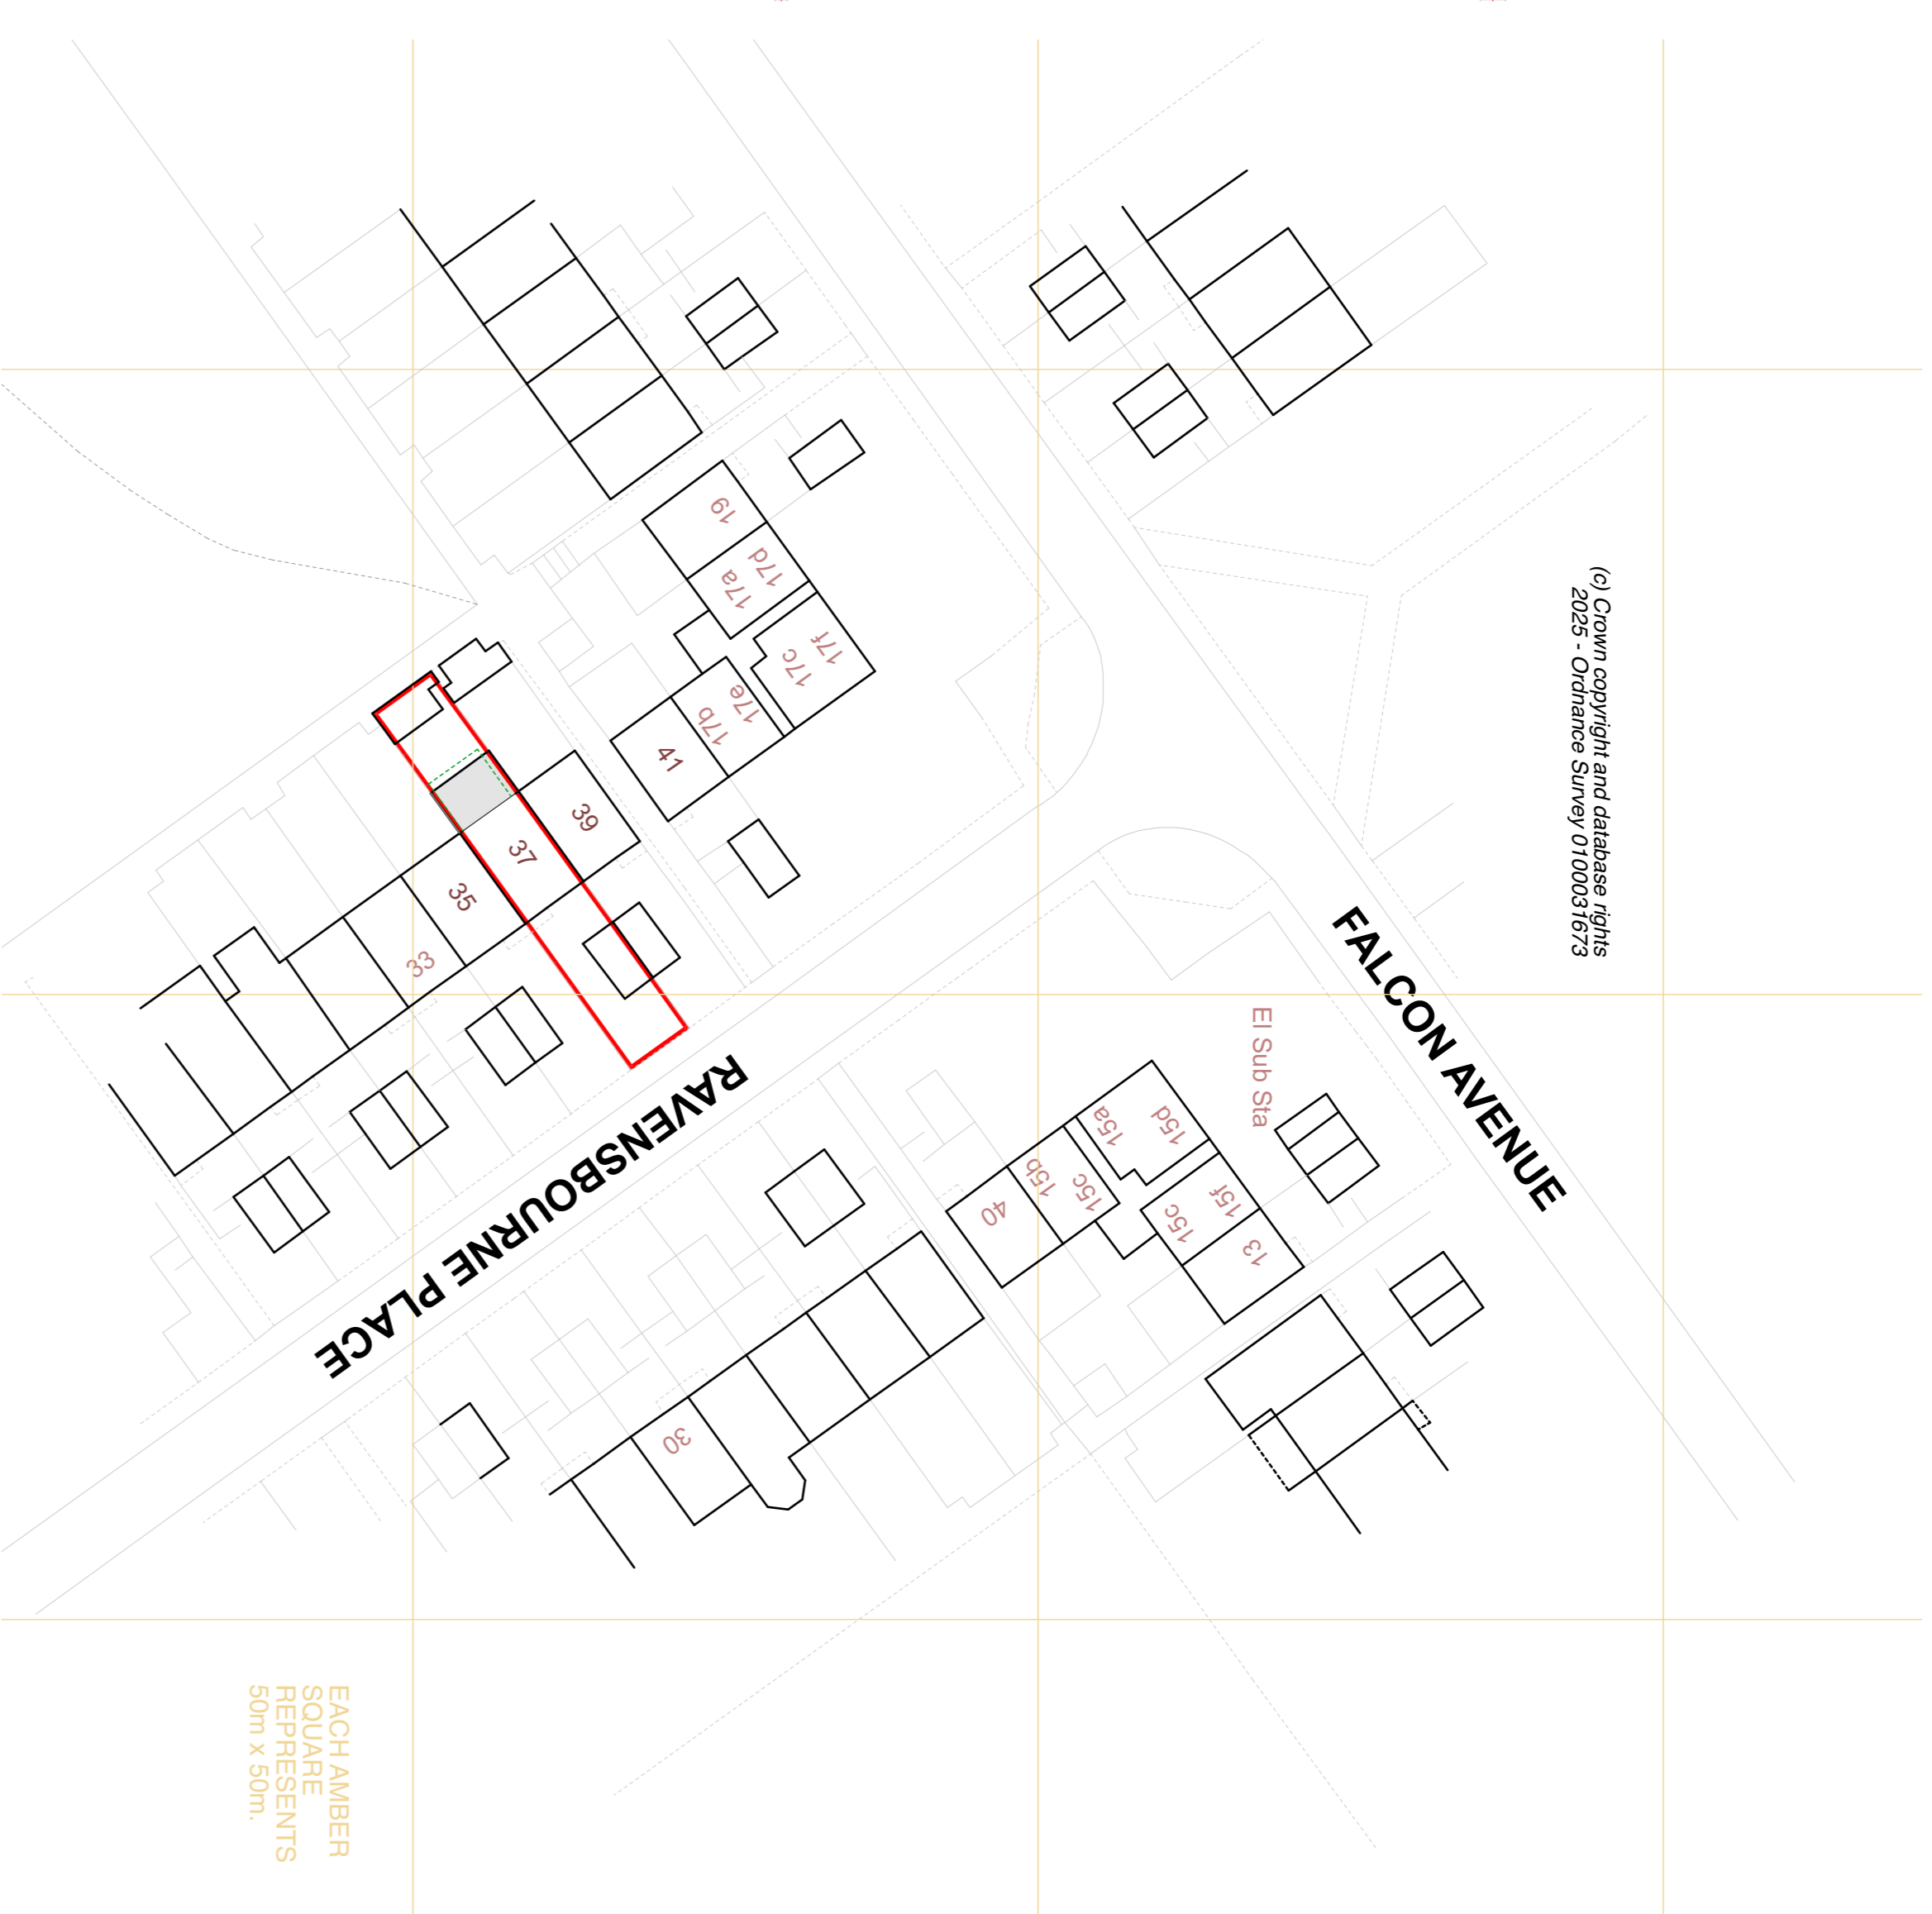 19
17d
17a
17f
17c
17e
17b
41
39
37
35
33
(c) Crown copyright and database rights
2025 - Ordnance Survey 0100031673
FALCON AVENUE
El Sub Sta
RAVENSBOURNE PLACE
15a
15d
15b
15c
40
15f
15c
13
30
EACH AMBER
SQUARE
REPRESENTS
50m x 50m.